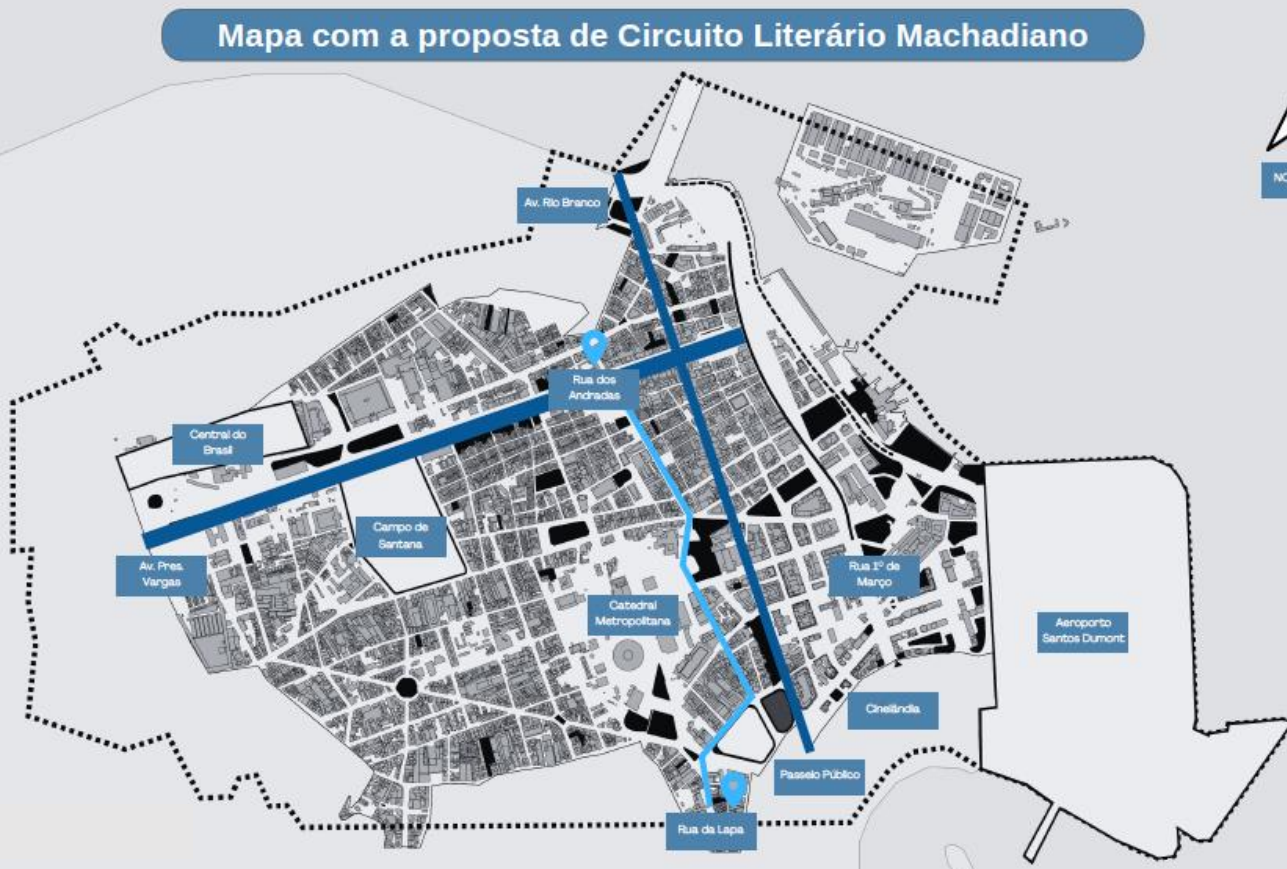 Mapa com a proposta de Circuito Literário Machadiano
NO
Av. Rio Branco
Rua dos
Andradas
Central do
Brasil
Campo de
Santana
Av. Pres.
Vargas
Rua 1º de
Março
Catedral
Metropolitana
Aeroporto
Santos Dumont
Cinelândia
Passeio Público
Rua da Lapa